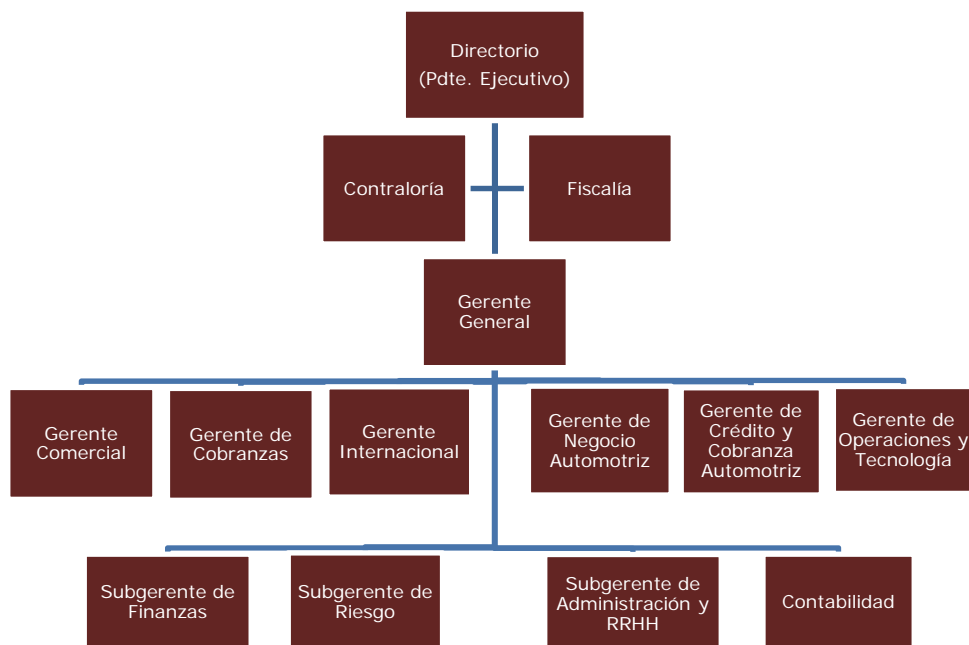 Directorio
(Pdte. Ejecutivo)
Contraloría
Fiscalía
Gerente
General
Gerente
Comercial
Gerente de
Cobranzas
Gerente
Internacional
Gerente de
Negocio
Automotriz
Gerente de
Crédito y
Cobranza
Automotriz
Gerente de
Operaciones y
Tecnología
Subgerente de
Finanzas
Subgerente de
Riesgo
Subgerente de
Administración y
RRHH
Contabilidad